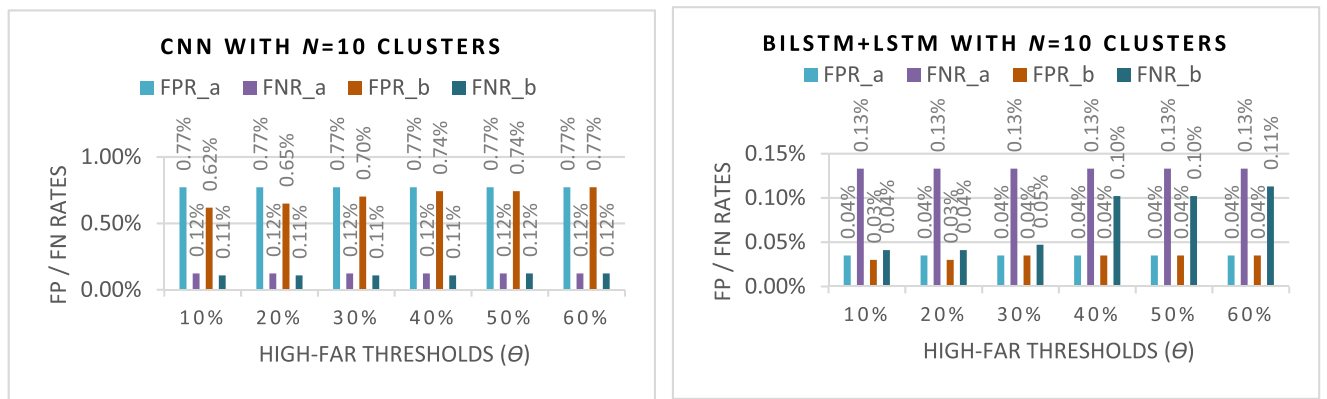 CNN WITH N=10 CLUSTERS
FPR_a FNR_a FPR_b FNR_b
0.77% 0.12% 0.62% 0.11% 0.77% 0.12% 0.65% 0.11% 0.77% 0.12% 0.70% 0.11% 0.77% 0.12% 0.74% 0.11% 0.77% 0.12% 0.74% 0.12% 0.77% 0.12% 0.77% 0.12%
1.00%
0.50%
0.00%
FP / FN RATES
10% 20% 30% 40% 50% 60%
HIGH-FAR THRESHOLDS (Θ)
BILSTM+LSTM WITH N=10 CLUSTERS
FPR_a FNR_a FPR_b FNR_b
0.04% 0.13% 0.03% 0.04% 0.04% 0.13% 0.03% 0.04% 0.04% 0.13% 0.04% 0.05% 0.04% 0.13% 0.04% 0.10% 0.04% 0.13% 0.04% 0.10% 0.04% 0.13% 0.04% 0.11%
0.15%
0.10%
0.05%
0.00%
FP / FN RATES
10% 20% 30% 40% 50% 60%
HIGH-FAR THRESHOLDS (Θ)